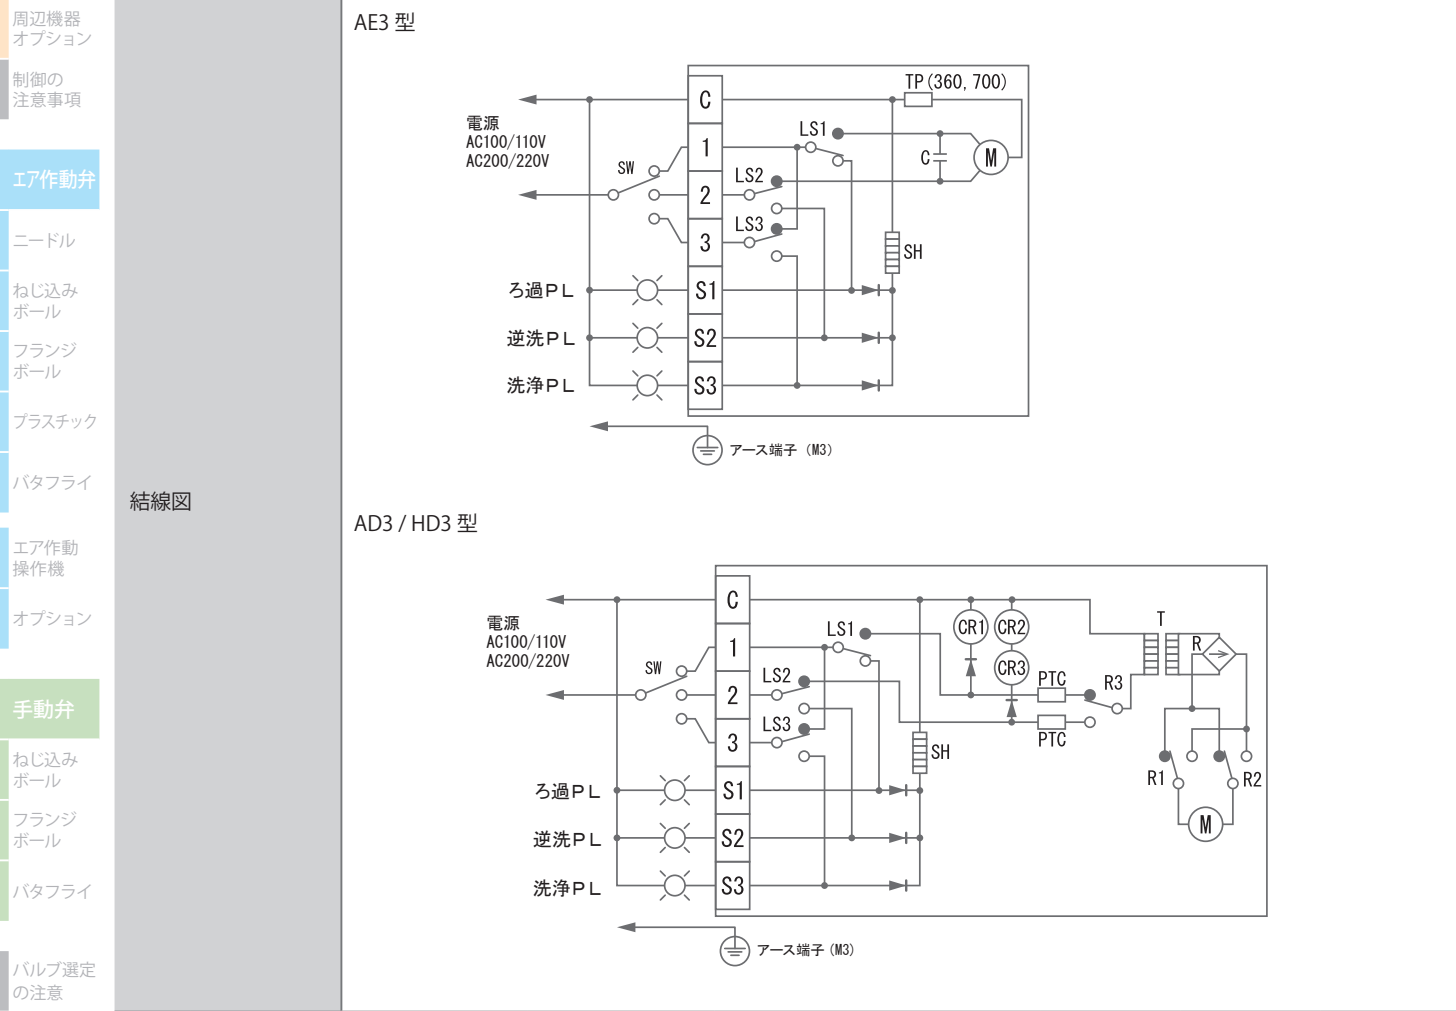 周辺機器
オプション
制御の
注意事項
エア作動弁
ニードル
ねじ込み
ボール
フランジ
ボール
プラスチック
バタフライ
エア作動
操作機
オプション
手動弁
ねじ込み
ボール
フランジ
ボール
バタフライ
バルブ選定
の注意
結線図
AE3 型
電源
AC100/110V
AC200/220V
SW
C
1
2
3
S1
S2
S3
LS1
LS2
LS3
TP(360, 700)
C
M
SH
ろ過PL
逆洗PL
洗浄PL
アース端子（M3）
AD3 / HD3 型
電源
AC100/110V
AC200/220V
SW
C
1
2
3
S1
S2
S3
LS1
LS2
LS3
CR1
CR2
CR3
PTC
PTC
R3
T
R
SH
R1
R2
M
ろ過PL
逆洗PL
洗浄PL
アース端子（M3）